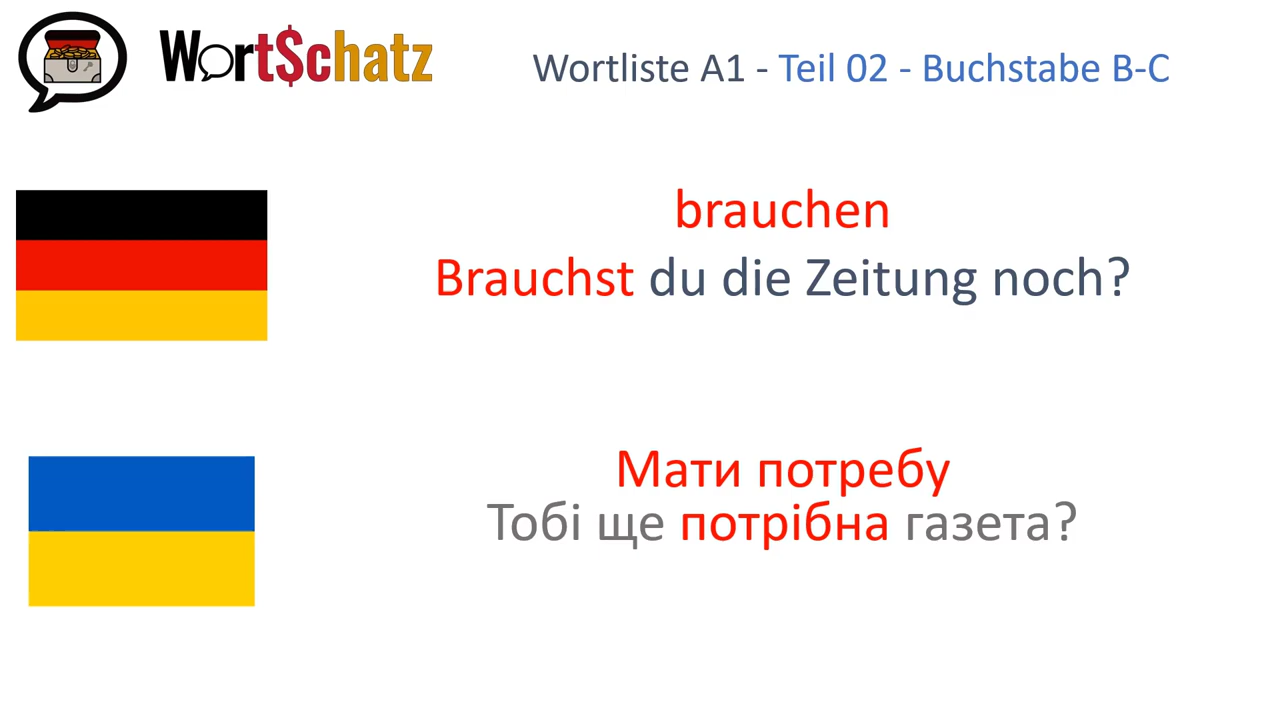 Wort$chatz
Wortliste A1 - Teil 02 - Buchstabe B-C
brauchen
Brauchst du die Zeitung noch?
Мати потребу
Тобі ще потрібна газета?